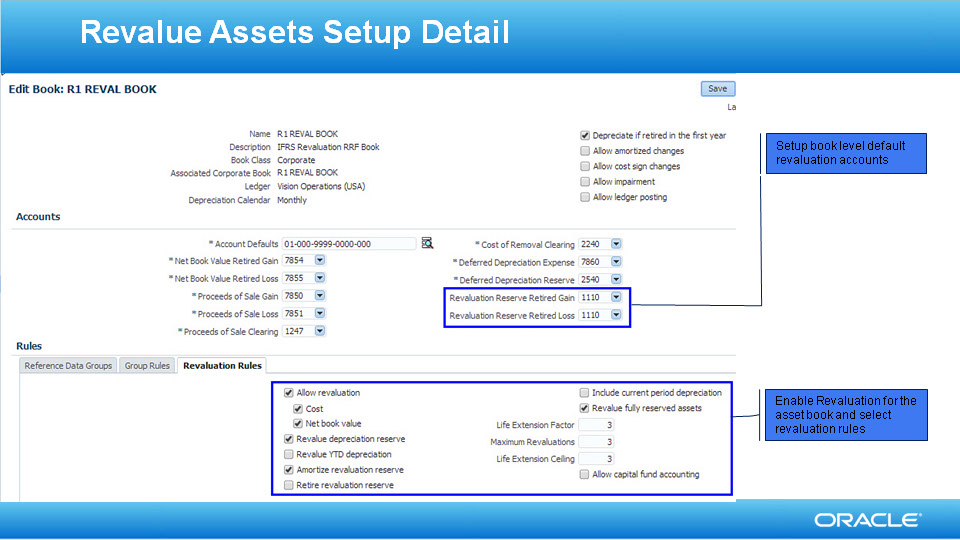 Revalue Assets Setup Detail
Edit Book: R1 REVAL BOOK
Save
La
Name R1 REVAL BOOK
Description IFRS Revaluation RRF Book
Book Class Corporate
Associated Corporate Book R1 REVAL BOOK
Ledger Vision Operations (USA)
Depreciation Calendar Monthly
Depreciate if retired in the first year
Allow amortized changes
Allow cost sign changes
Allow impairment
Allow ledger posting
Setup book level default
revaluation accounts
Accounts
* Account Defaults 01-000-9999-0000-000
* Net Book Value Retired Gain 7854
* Net Book Value Retired Loss 7855
* Proceeds of Sale Gain 7850
* Proceeds of Sale Loss 7851
* Proceeds of Sale Clearing 1247
* Cost of Removal Clearing 2240
* Deferred Depreciation Expense 7860
* Deferred Depreciation Reserve 2540
Revaluation Reserve Retired Gain 1110
Revaluation Reserve Retired Loss 1110
Rules
Reference Data Groups Group Rules Revaluation Rules
Allow revaluation
Cost
Net book value
Revalue depreciation reserve
Revalue YTD depreciation
Amortize revaluation reserve
Retire revaluation reserve
Include current period depreciation
Revalue fully reserved assets
Life Extension Factor 3
Maximum Revaluations 3
Life Extension Ceiling 3
Allow capital fund accounting
Enable Revaluation for the
asset book and select
revaluation rules
ORACLE